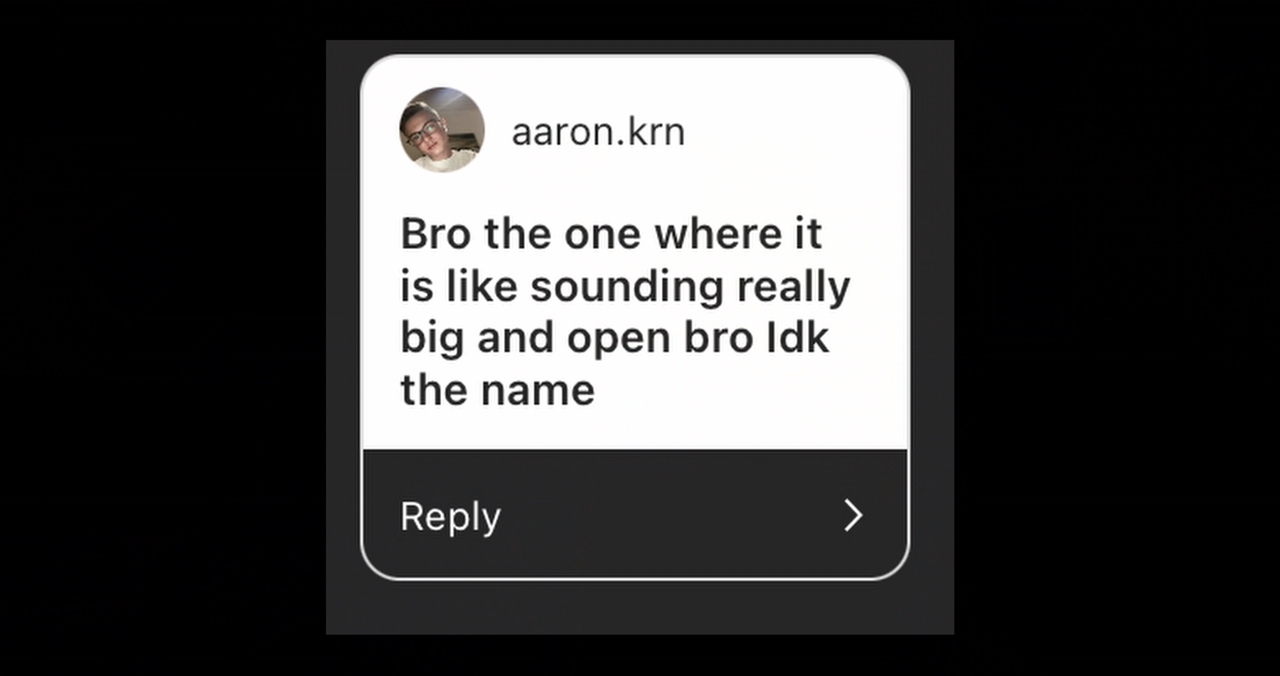 aaron.krn
Bro the one where it
is like sounding really
big and open bro Idk
the name
Reply